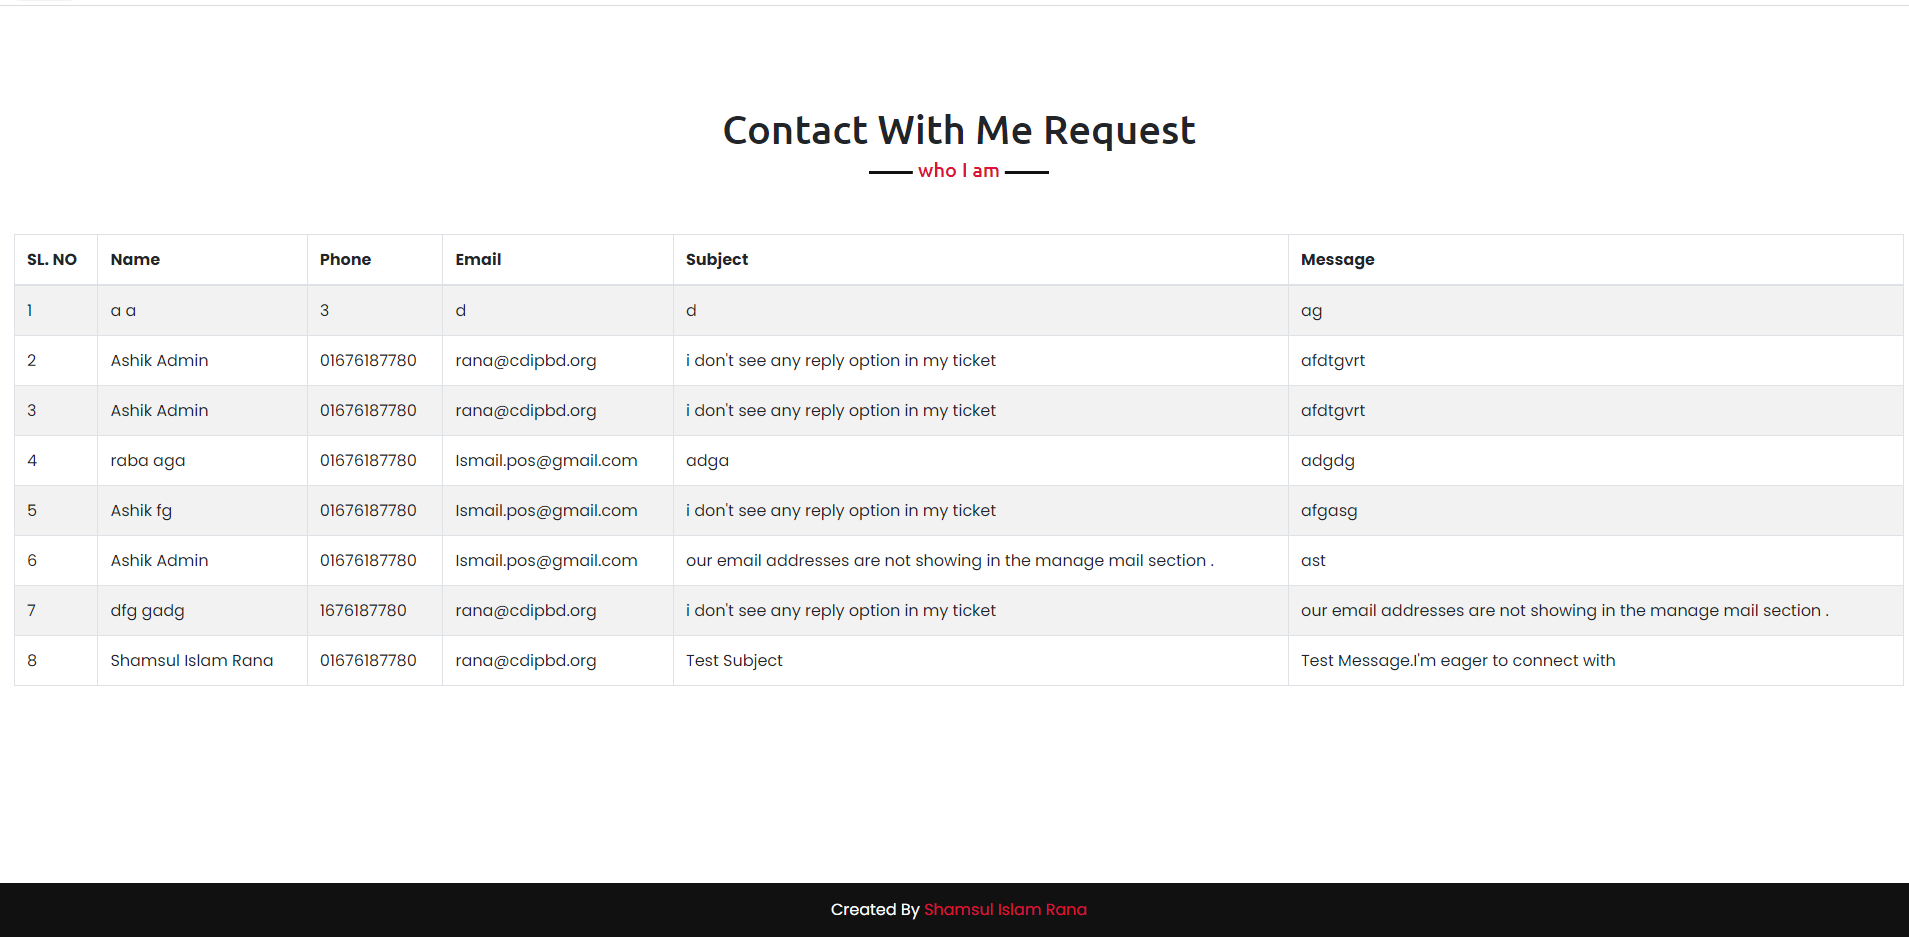 Contact With Me Request
who I am
SL. NO Name Phone Email Subject Message
1 a a 3 d d ag
2 Ashik Admin 01676187780 rana@cdipbd.org i don't see any reply option in my ticket afdtgvrt
3 Ashik Admin 01676187780 rana@cdipbd.org i don't see any reply option in my ticket afdtgvrt
4 raba aga 01676187780 Ismail.pos@gmail.com adga adgdg
5 Ashik fg 01676187780 Ismail.pos@gmail.com i don't see any reply option in my ticket afgasg
6 Ashik Admin 01676187780 Ismail.pos@gmail.com our email addresses are not showing in the manage mail section . ast
7 dfg gadg 1676187780 rana@cdipbd.org i don't see any reply option in my ticket our email addresses are not showing in the manage mail section .
8 Shamsul Islam Rana 01676187780 rana@cdipbd.org Test Subject Test Message.I'm eager to connect with
Created By Shamsul Islam Rana